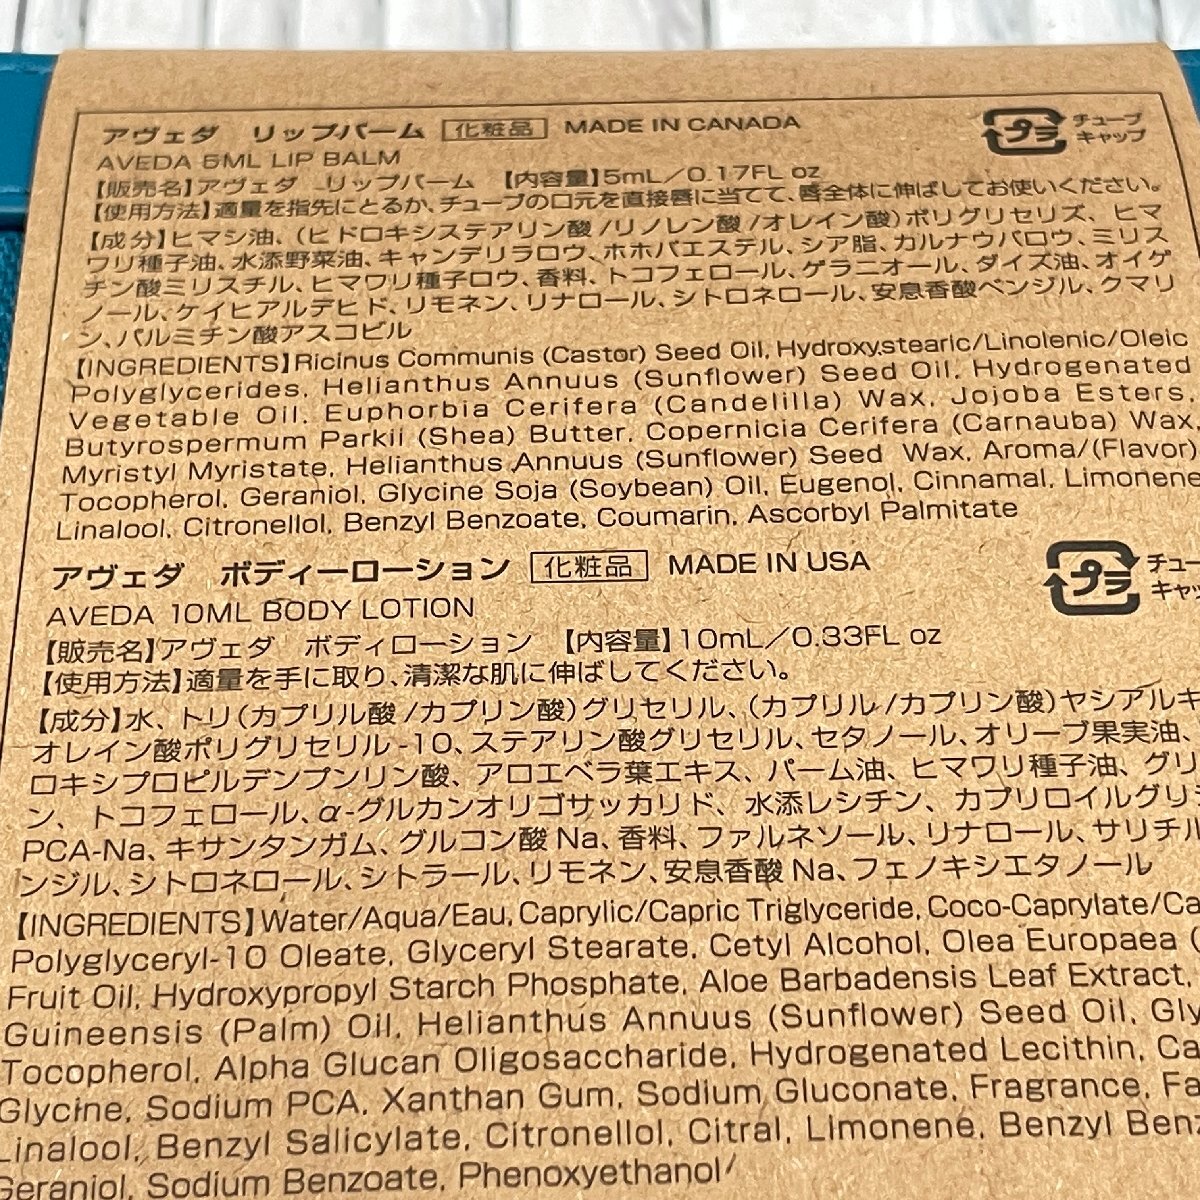 アヴェダ リップバーム 化粧品 MADE IN CANADA
プラ チューブ キャップ
AVEDA 5ML LIP BALM
【販売名】アヴェダ リップバーム 【内容量】5mL/0.17FL oz
【使用方法】適量を指先にとるか、チューブの口元を直接唇に当てて、唇全体に伸ばしてお使いください。
【成分】ヒマシ油、(ヒドロキシステアリン酸/リノレン酸/オレイン酸)ポリグリセリズ、ヒマ
ワリ種子油、水添野菜油、キャンデリラロウ、ホホバエステル、シア脂、カルナウバロウ、ミリス
チン酸ミリスチル、ヒマワリ種子ロウ、香料、トコフェロール、ゲラニオール、ダイズ油、オイゲ
ノール、ケイヒアルデヒド、リモネン、リナロール、シトロネロール、安息香酸ベンジル、クマリ
ン、パルミチン酸アスコビル
【INGREDIENTS】Ricinus Communis (Castor) Seed Oil, Hydroxystearic/Linolenic/Oleic
Polyglycerides, Helianthus Annuus (Sunflower) Seed Oil, Hydrogenated
Vegetable Oil, Euphorbia Cerifera (Candelilla) Wax, Jojoba Esters,
Butyrospermum Parkii (Shea) Butter, Copernicia Cerifera (Carnauba) Wax,
Myristyl Myristate, Helianthus Annuus (Sunflower) Seed Wax, Aroma/(Flavor)
Tocopherol, Geraniol, Glycine Soja (Soybean) Oil, Eugenol, Cinnamal, Limonene
Linalool, Citronellol, Benzyl Benzoate, Coumarin, Ascorbyl Palmitate
アヴェダ ボディーローション 化粧品 MADE IN USA
プラ チュー キャッ
AVEDA 10ML BODY LOTION
【販売名】アヴェダ ボディローション 【内容量】10mL/0.33FL oz
【使用方法】適量を手に取り、清潔な肌に伸ばしてください。
【成分】水、トリ(カプリル酸/カプリン酸)グリセリル、(カプリル/カプリン酸)ヤシアルキ
オレイン酸ポリグリセリル-10、ステアリン酸グリセリル、セタノール、オリーブ果実油、
ロキシプロピルデンプンリン酸、アロエベラ葉エキス、パーム油、ヒマワリ種子油、グリ
ン、トコフェロール、α-グルカンオリゴサッカリド、水添レシチン、カプリロイルグリ
PCA-Na、キサンタンガム、グルコン酸Na、香料、ファルネソール、リナロール、サリチル
ンジル、シトロネロール、シトラール、リモネン、安息香酸Na、フェノキシエタノール
【INGREDIENTS】Water/Aqua/Eau, Caprylic/Capric Triglyceride, Coco-Caprylate/Ca
Polyglyceryl-10 Oleate, Glyceryl Stearate, Cetyl Alcohol, Olea Europaea (
Fruit Oil, Hydroxypropyl Starch Phosphate, Aloe Barbadensis Leaf Extract,
Guineensis (Palm) Oil, Helianthus Annuus (Sunflower) Seed Oil, Gly
Tocopherol, Alpha Glucan Oligosaccharide, Hydrogenated Lecithin, Ca
Glycine, Sodium PCA, Xanthan Gum, Sodium Gluconate, Fragrance, Fa
Linalool, Benzyl Salicylate, Citronellol, Citral, Limonene, Benzyl Benz
Geraniol, Sodium Benzoate, Phenoxyethanol